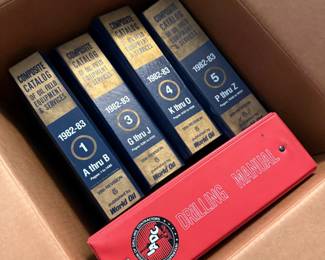 COMPOSITE
CATALOG
OF OIL FIELD
EQUIPMENT
& SERVICES
1982-83
1
A thru B
World Oil
COMPOSITE
CATALOG
OF OIL FIELD
EQUIPMENT
& SERVICES
1982-83
3
G thru J
World Oil
COMPOSITE
CATALOG
OF OIL FIELD
EQUIPMENT
& SERVICES
1982-83
4
K thru O
World Oil
COMPOSITE
CATALOG
OF OIL FIELD
EQUIPMENT
& SERVICES
1982-83
5
P thru Z
World Oil
DRILLING MANUAL